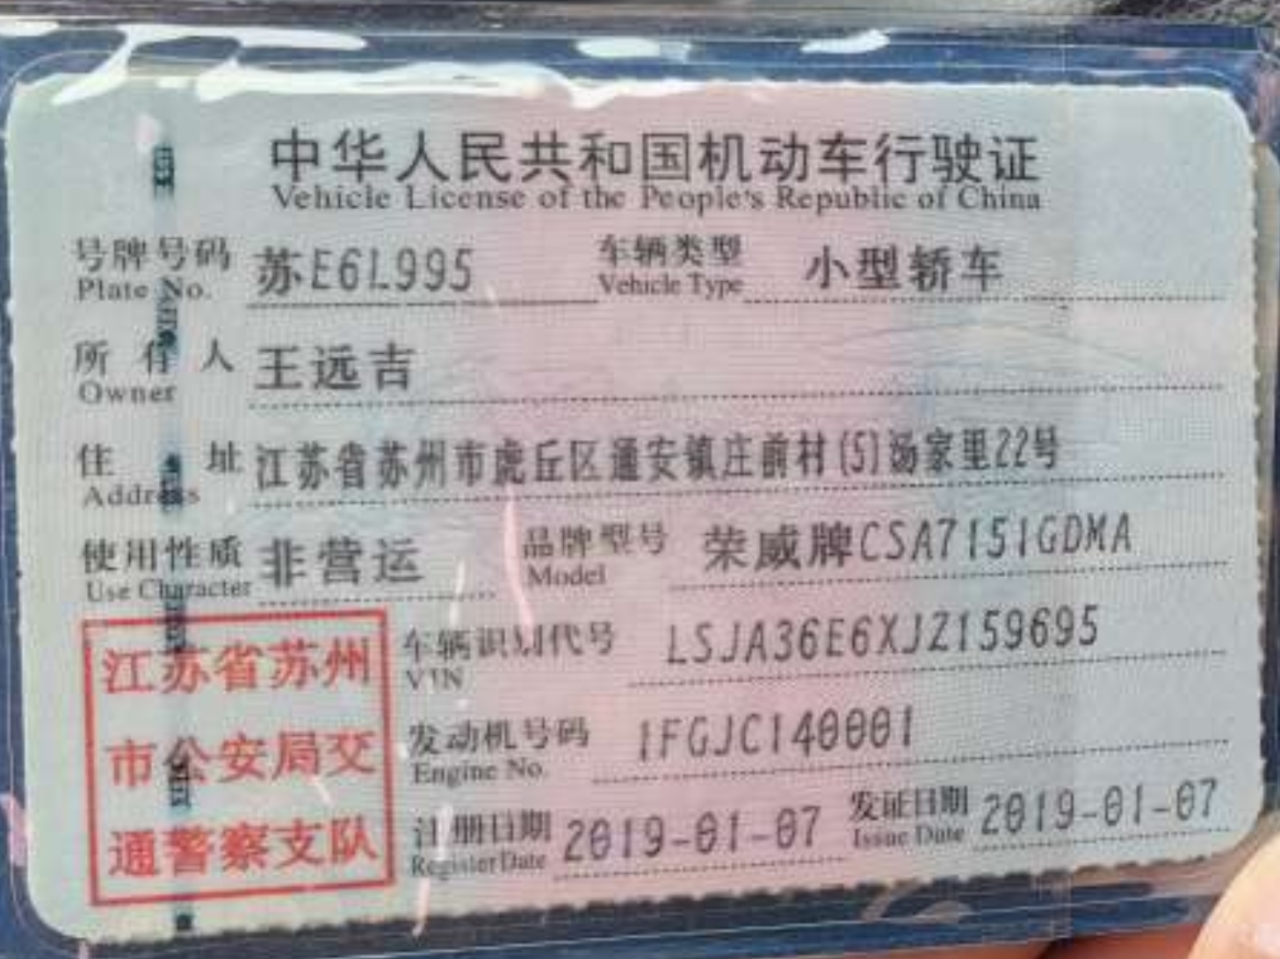 中华人民共和国机动车行驶证
Vehicle License of the People's Republic of China
号牌号码 苏E6L995 车辆类型 小型轿车
Plate No. Vehicle Type
所有人 王远吉
Owner
住址 江苏省苏州市虎丘区通安镇庄前村(5)汤家里22号
Address
使用性质 非营运 品牌型号 荣威牌CSA7151GDMA
Use Character Model
江苏省苏州
市公安局交
通警察支队
车辆识别代号 LSJA36E6XJZ159695
VIN
发动机号码 1FGJC140001
Engine No.
注册日期 2019-01-07 发证日期 2019-01-07
Register Date Issue Date